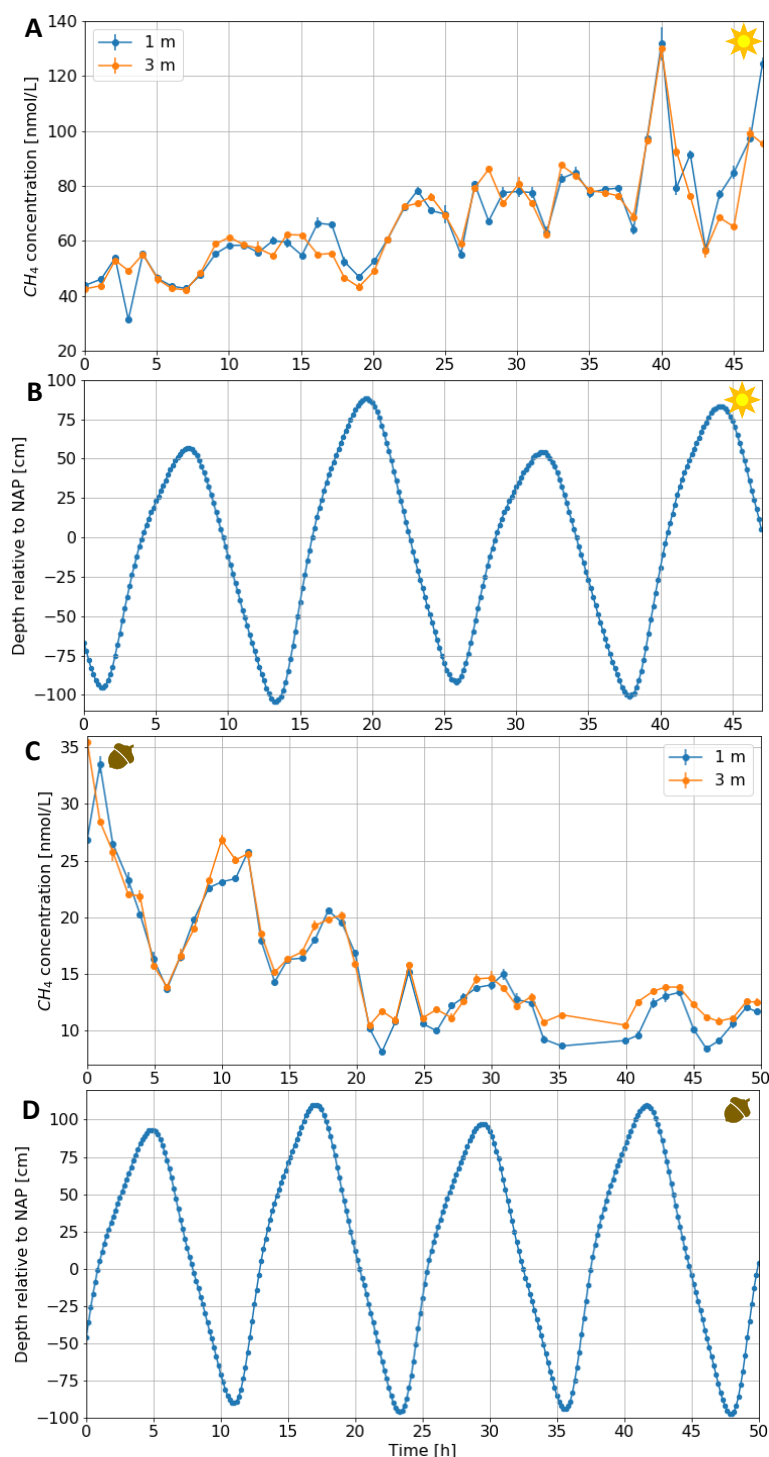 A
140
120
100
80
60
40
20
CH₄ concentration [nmol/L]
1 m
3 m
0 5 10 15 20 25 30 35 40 45
B
100
75
50
25
0
−25
−50
−75
−100
Depth relative to NAP [cm]
0 5 10 15 20 25 30 35 40 45
C
35
30
25
20
15
10
CH₄ concentration [nmol/L]
1 m
3 m
0 5 10 15 20 25 30 35 40 45 50
D
100
75
50
25
0
−25
−50
−75
−100
Depth relative to NAP [cm]
0 5 10 15 20 25 30 35 40 45 50
Time [h]